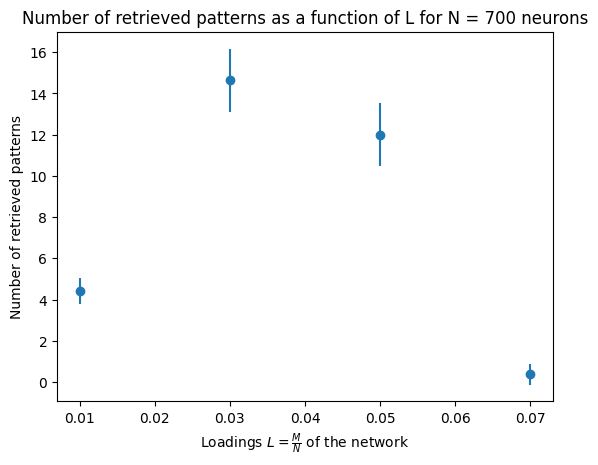 Number of retrieved patterns as a function of L for N = 700 neurons
Number of retrieved patterns
16
14
12
10
8
6
4
2
0
0.01 0.02 0.03 0.04 0.05 0.06 0.07
Loadings $L = \frac{M}{N}$ of the network